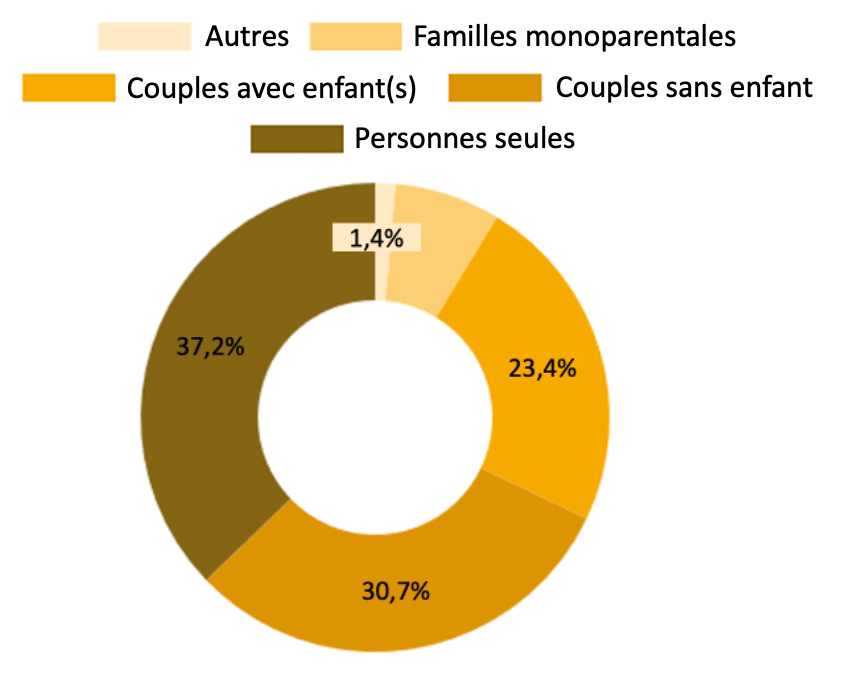 Autres Familles monoparentales
Couples avec enfant(s) Couples sans enfant
Personnes seules
1,4%
37,2%
23,4%
30,7%